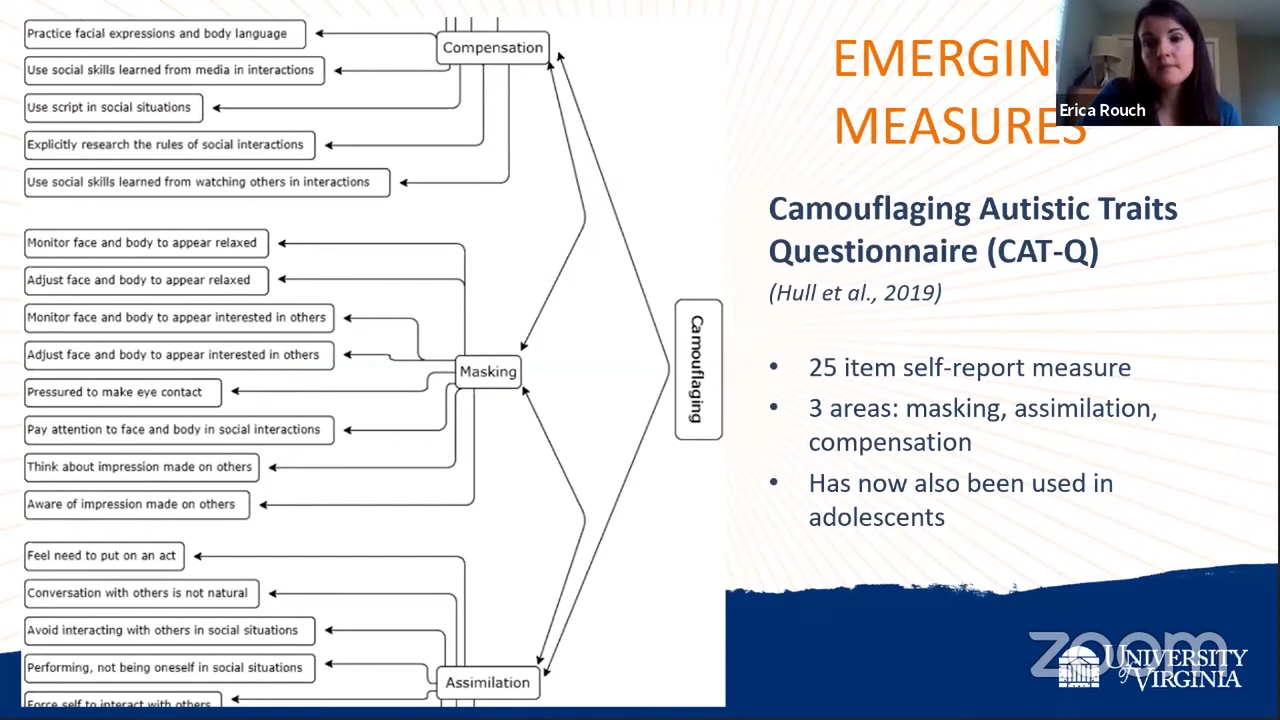 Practice facial expressions and body language
Use social skills learned from media in interactions
Use script in social situations
Explicitly research the rules of social interactions
Use social skills learned from watching others in interactions
Compensation
Monitor face and body to appear relaxed
Adjust face and body to appear relaxed
Monitor face and body to appear interested in others
Adjust face and body to appear interested in others
Pressured to make eye contact
Pay attention to face and body in social interactions
Think about impression made on others
Aware of impression made on others
Masking
Feel need to put on an act
Conversation with others is not natural
Avoid interacting with others in social situations
Performing, not being oneself in social situations
Force self to interact with others
Assimilation
Camouflaging
EMERGIN
MEASURES
Erica Rouch
Camouflaging Autistic Traits
Questionnaire (CAT-Q)
(Hull et al., 2019)
• 25 item self-report measure
• 3 areas: masking, assimilation,
compensation
• Has now also been used in
adolescents
zoom
UNIVERSITY
of VIRGINIA